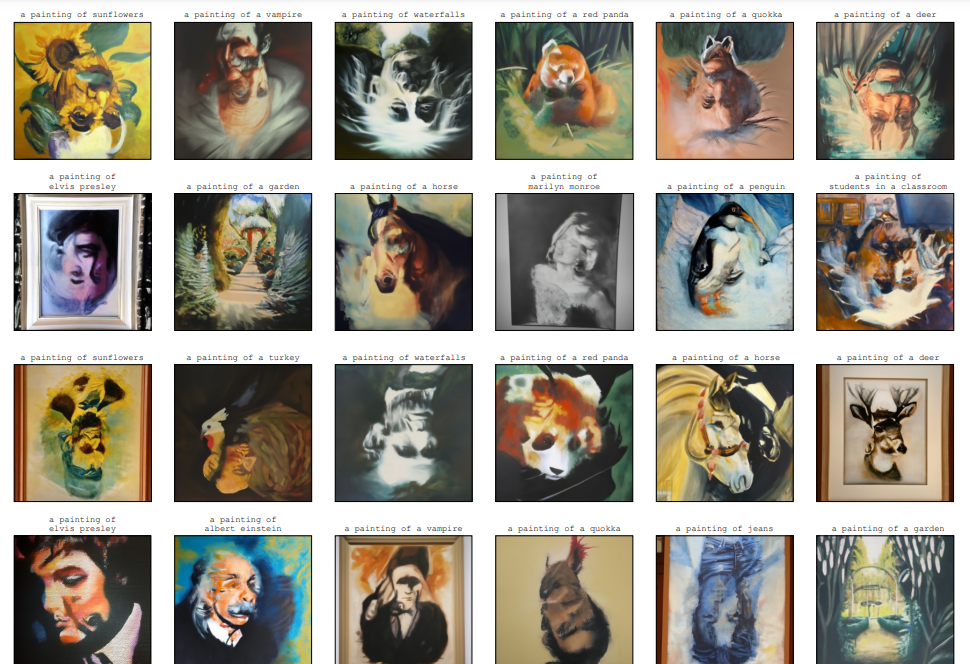 a painting of sunflowers
a painting of a vampire
a painting of waterfalls
a painting of a red panda
a painting of a quokka
a painting of a deer
a painting of
elvis presley
a painting of a garden
a painting of a horse
a painting of
marilyn monroe
a painting of a penguin
a painting of
students in a classroom
a painting of sunflowers
a painting of a turkey
a painting of waterfalls
a painting of a red panda
a painting of a horse
a painting of a deer
a painting of
elvis presley
a painting of
albert einstein
a painting of a vampire
a painting of a quokka
a painting of jeans
a painting of a garden